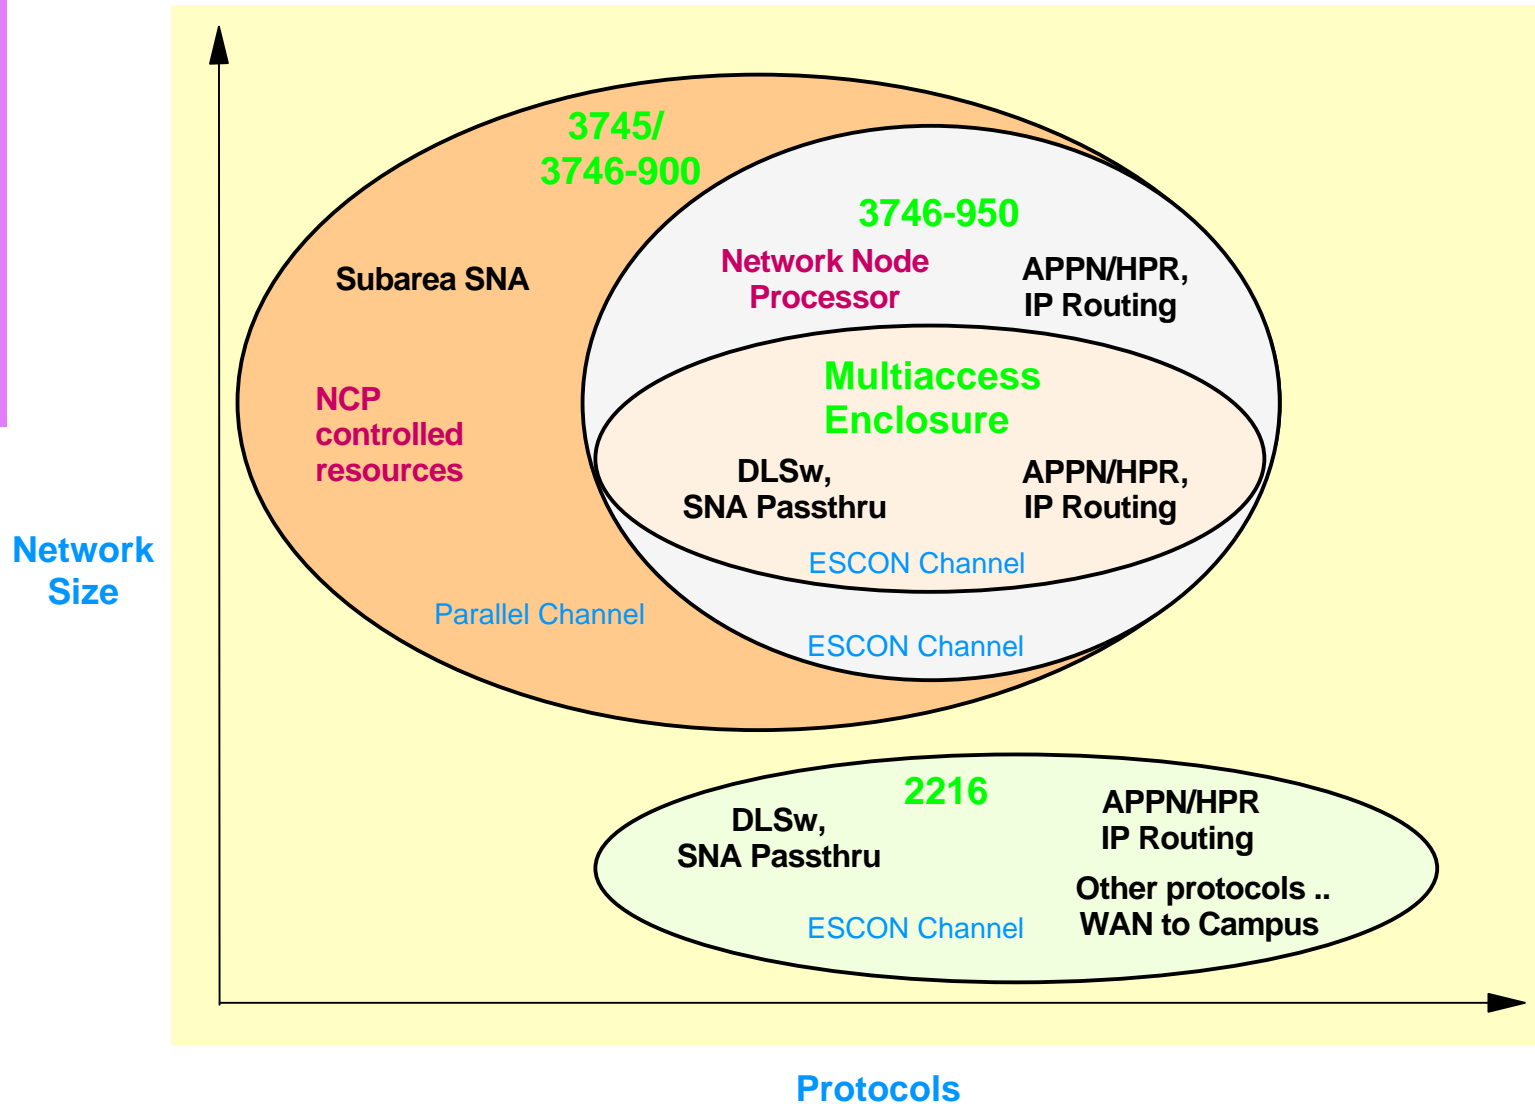 3745/
3746-900
3746-950
Network Node
Processor
APPN/HPR,
IP Routing
Subarea SNA
Multiaccess
Enclosure
NCP
controlled
resources
DLSw,
SNA Passthru
APPN/HPR,
IP Routing
Network
Size
ESCON Channel
Parallel Channel
ESCON Channel
2216
DLSw,
SNA Passthru
APPN/HPR
IP Routing
Other protocols ..
WAN to Campus
ESCON Channel
Protocols